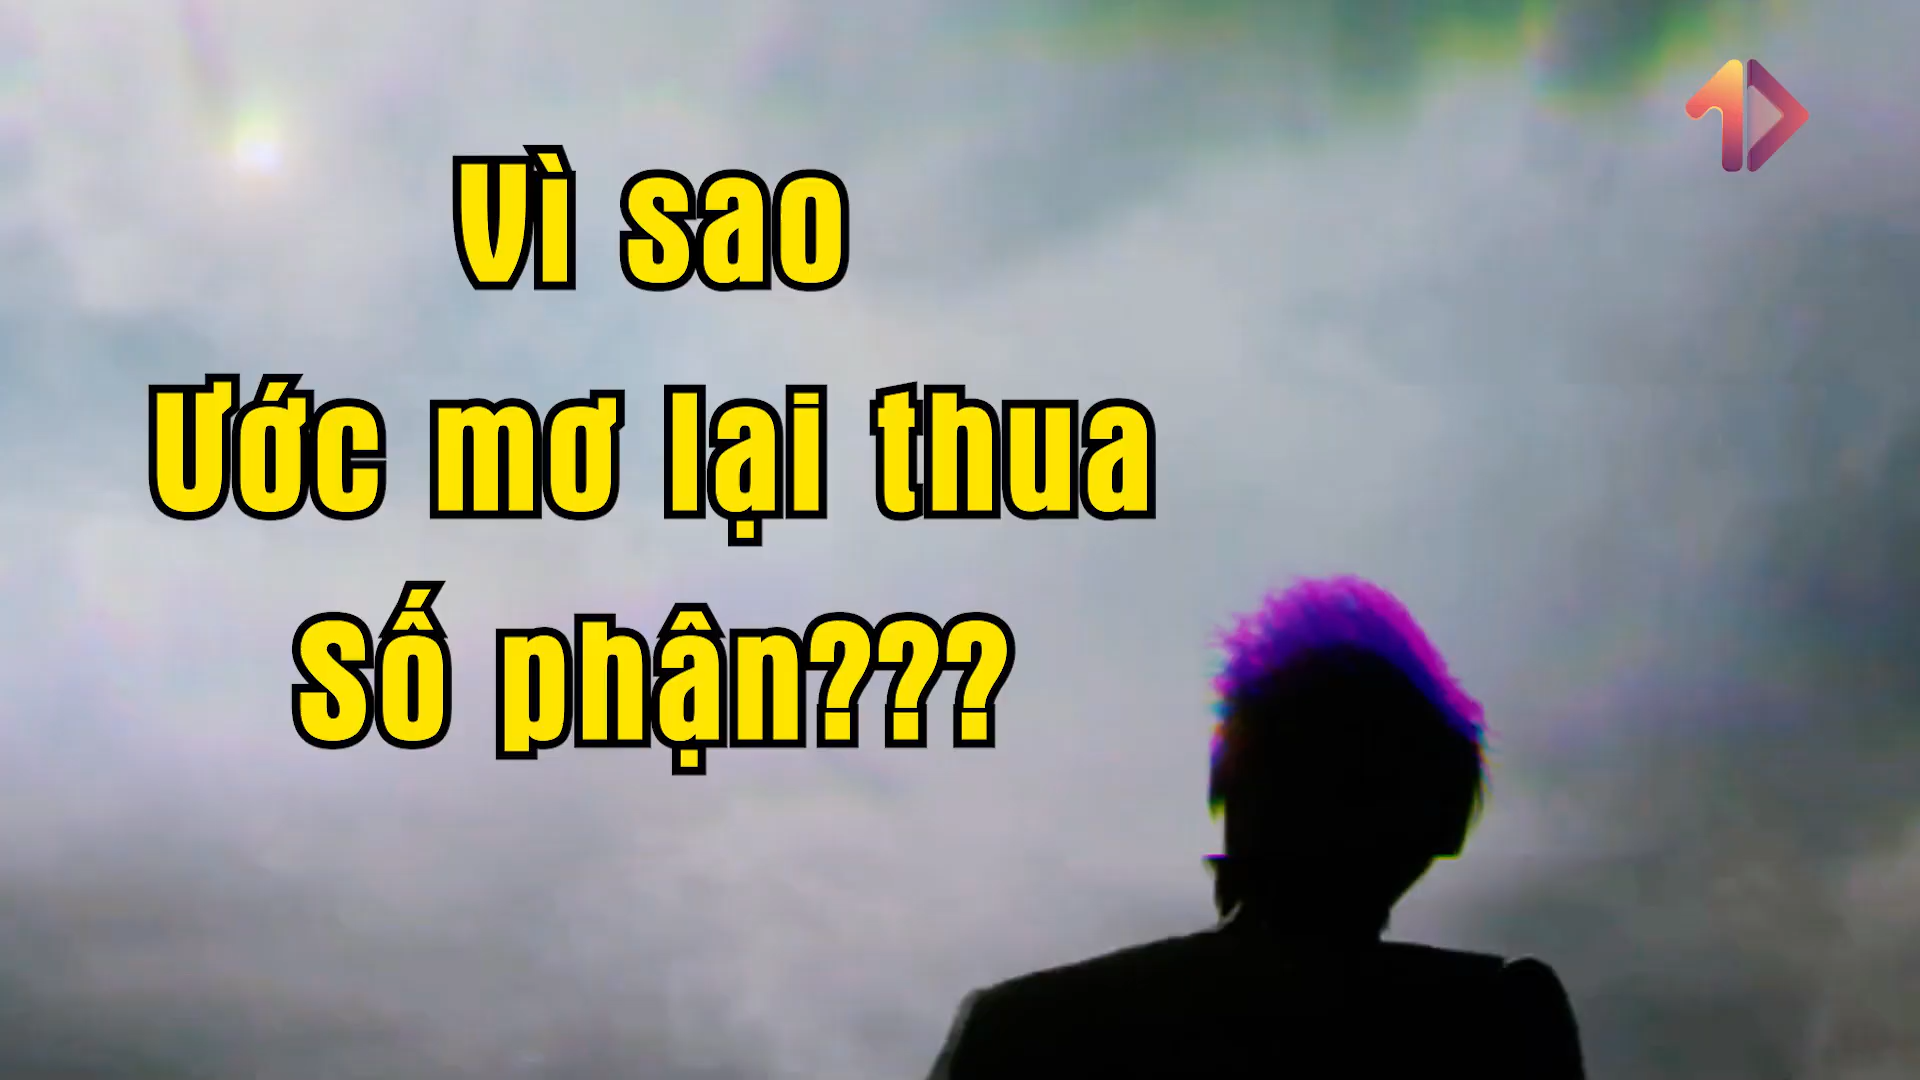 Vì sao
Ước mơ lại thua
Số phận???